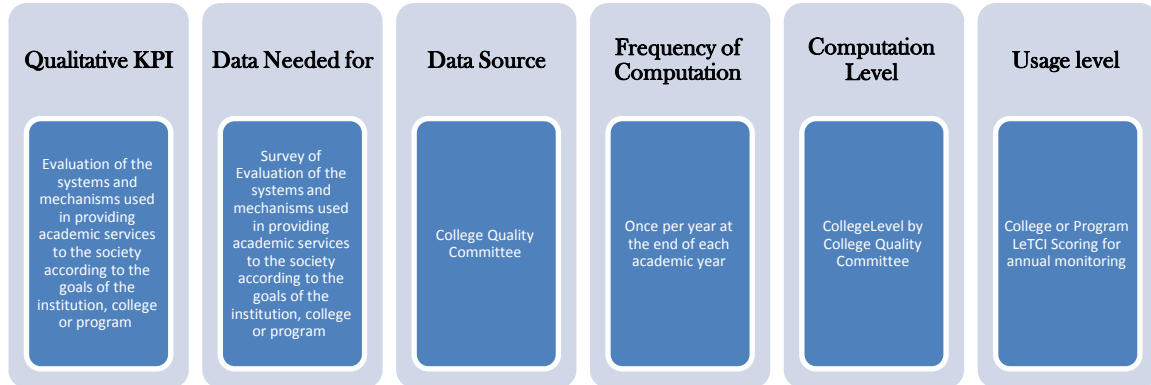 Qualitative KPI
Evaluation of the
systems and
mechanisms used
in providing
academic services
to the society
according to the
goals of the
institution, college
or program
Data Needed for
Survey of
Evaluation of the
systems and
mechanisms used
in providing
academic services
to the society
according to the
goals of the
institution, college
or program
Data Source
College Quality
Committee
Frequency of
Computation
Once per year at
the end of each
academic year
Computation
Level
CollegeLevel by
College Quality
Committee
Usage level
College or Program
LeTCI Scoring for
annual monitoring